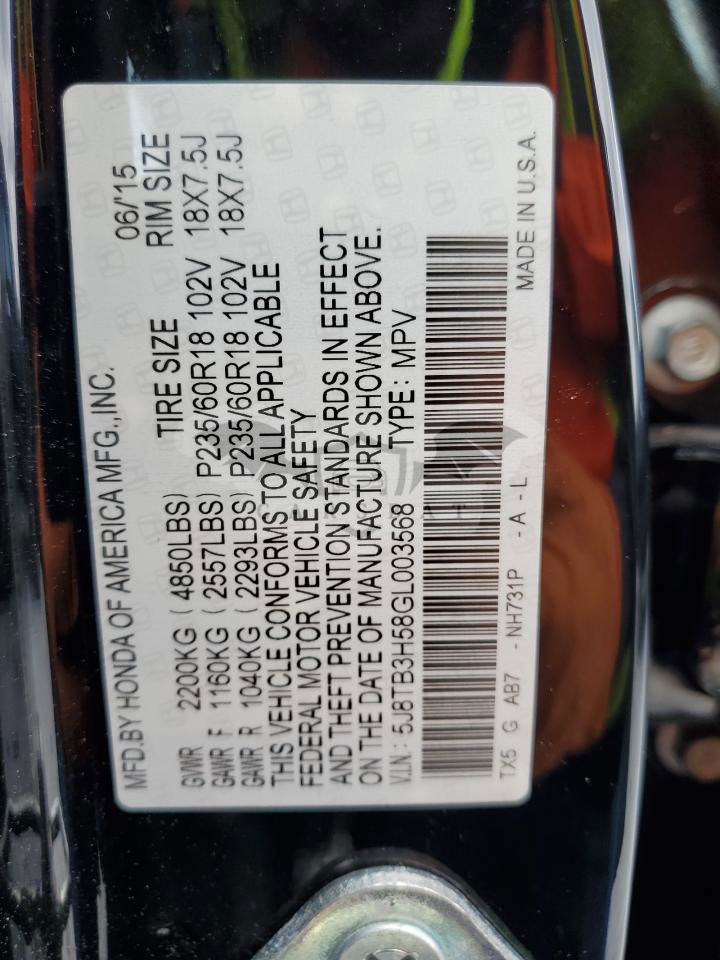 MFD.BY HONDA OF AMERICA MFG.,INC. 06/'15
GVWR 2200KG ( 4850LBS) TIRE SIZE RIM SIZE
GAWR F 1160KG ( 2557LBS) P235/60R18 102V 18X7.5J
GAWR R 1040KG ( 2293LBS) P235/60R18 102V 18X7.5J
THIS VEHICLE CONFORMS TO ALL APPLICABLE
FEDERAL MOTOR VEHICLE SAFETY
AND THEFT PREVENTION STANDARDS IN EFFECT
ON THE DATE OF MANUFACTURE SHOWN ABOVE.
V.I.N.: 5J8TB3H58GL003568 TYPE: MPV
TX5 G AB7 - NH731P - A - L MADE IN U.S.A.